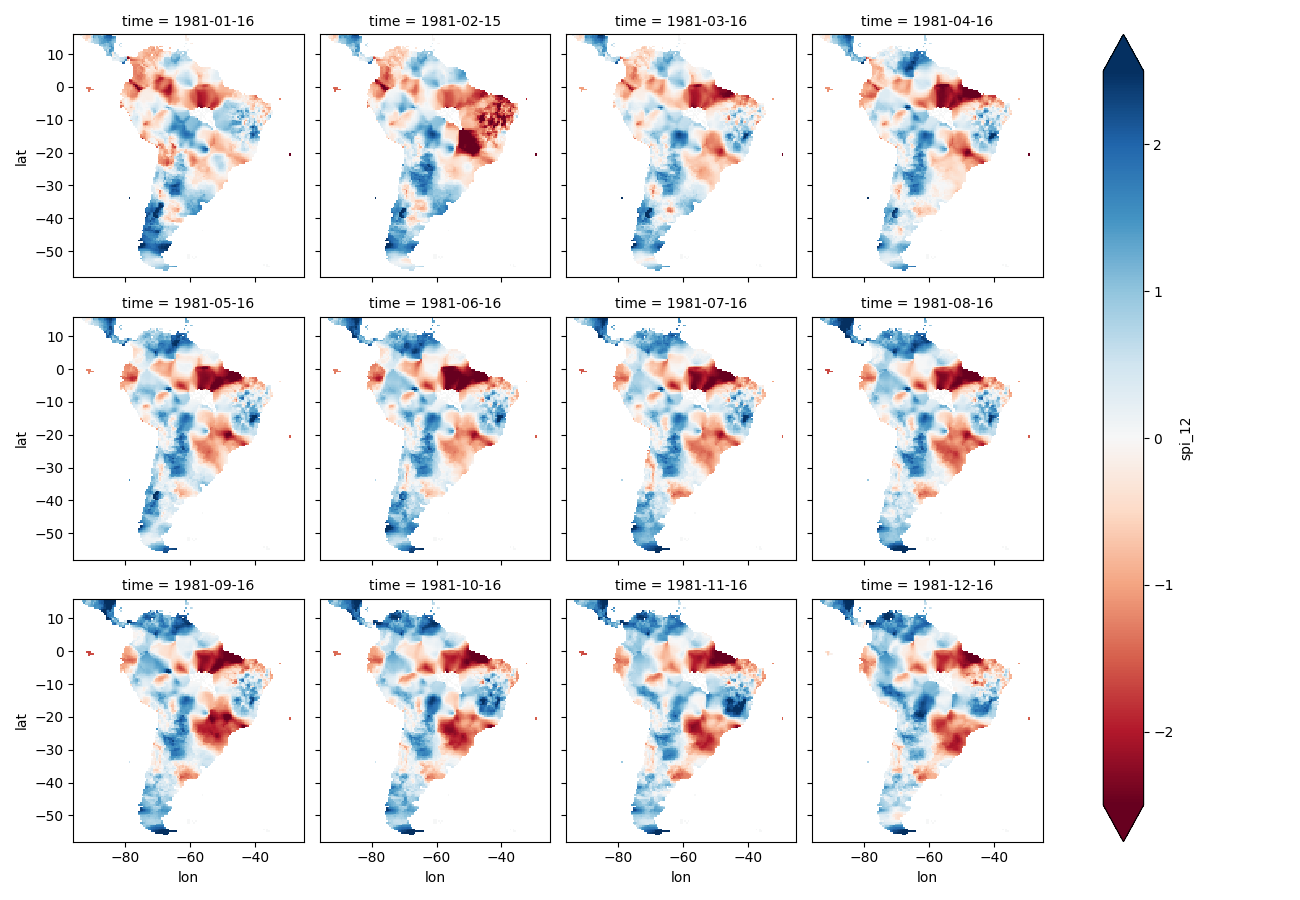 time = 1981-01-16
time = 1981-02-15
time = 1981-03-16
time = 1981-04-16
lat
10
0
−10
−20
−30
−40
−50
time = 1981-05-16
time = 1981-06-16
time = 1981-07-16
time = 1981-08-16
lat
10
0
−10
−20
−30
−40
−50
time = 1981-09-16
time = 1981-10-16
time = 1981-11-16
time = 1981-12-16
lat
10
0
−10
−20
−30
−40
−50
−80 −60 −40
−80 −60 −40
−80 −60 −40
−80 −60 −40
lon
lon
lon
lon
2
1
0
−1
−2
spi_12